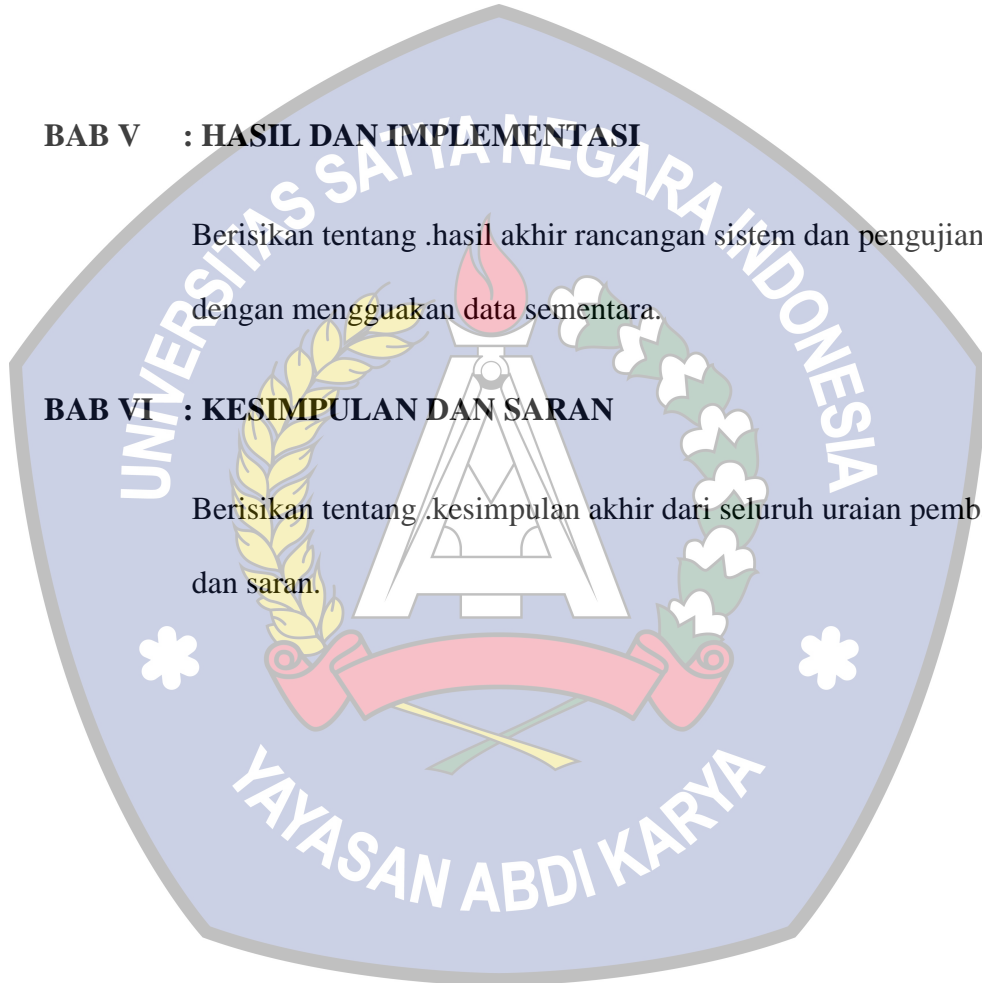 BAB V : HASIL DAN IMPLEMENTASI
Berisikan tentang .hasil akhir rancangan sistem dan pengujian
dengan mengguakan data sementara.
BAB VI : KESIMPULAN DAN SARAN
Berisikan tentang .kesimpulan akhir dari seluruh uraian pemb
dan saran.
UNIVERSITAS SATYA NEGARA INDONESIA
YAYASAN ABDI KARYA